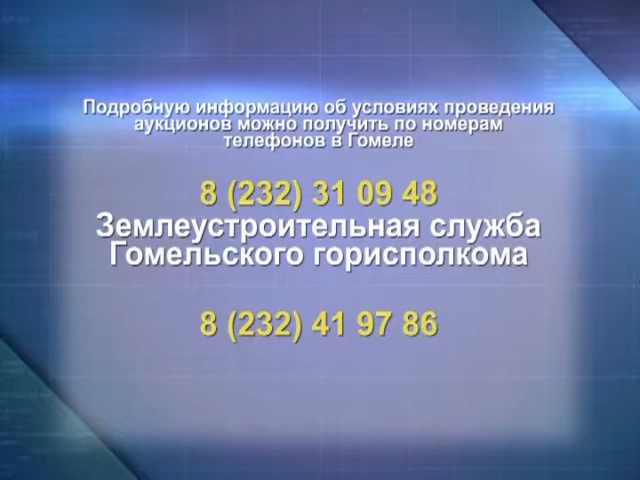 Подробную информацию об условиях проведения
аукционов можно получить по номерам
телефонов в Гомеле
8 (232) 31 09 48
Землеустроительная служба
Гомельского горисполкома
8 (232) 41 97 86